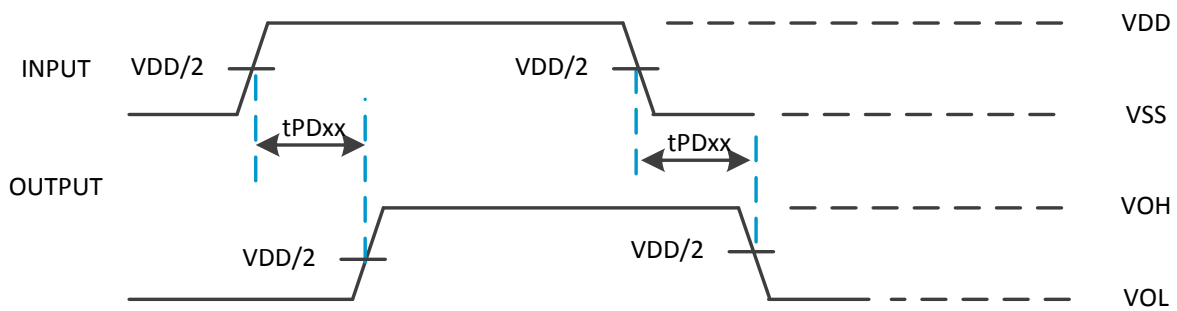 VDD
INPUT
VDD/2
VDD/2
VSS
tPDxx
tPDxx
OUTPUT
VOH
VDD/2
VDD/2
VOL